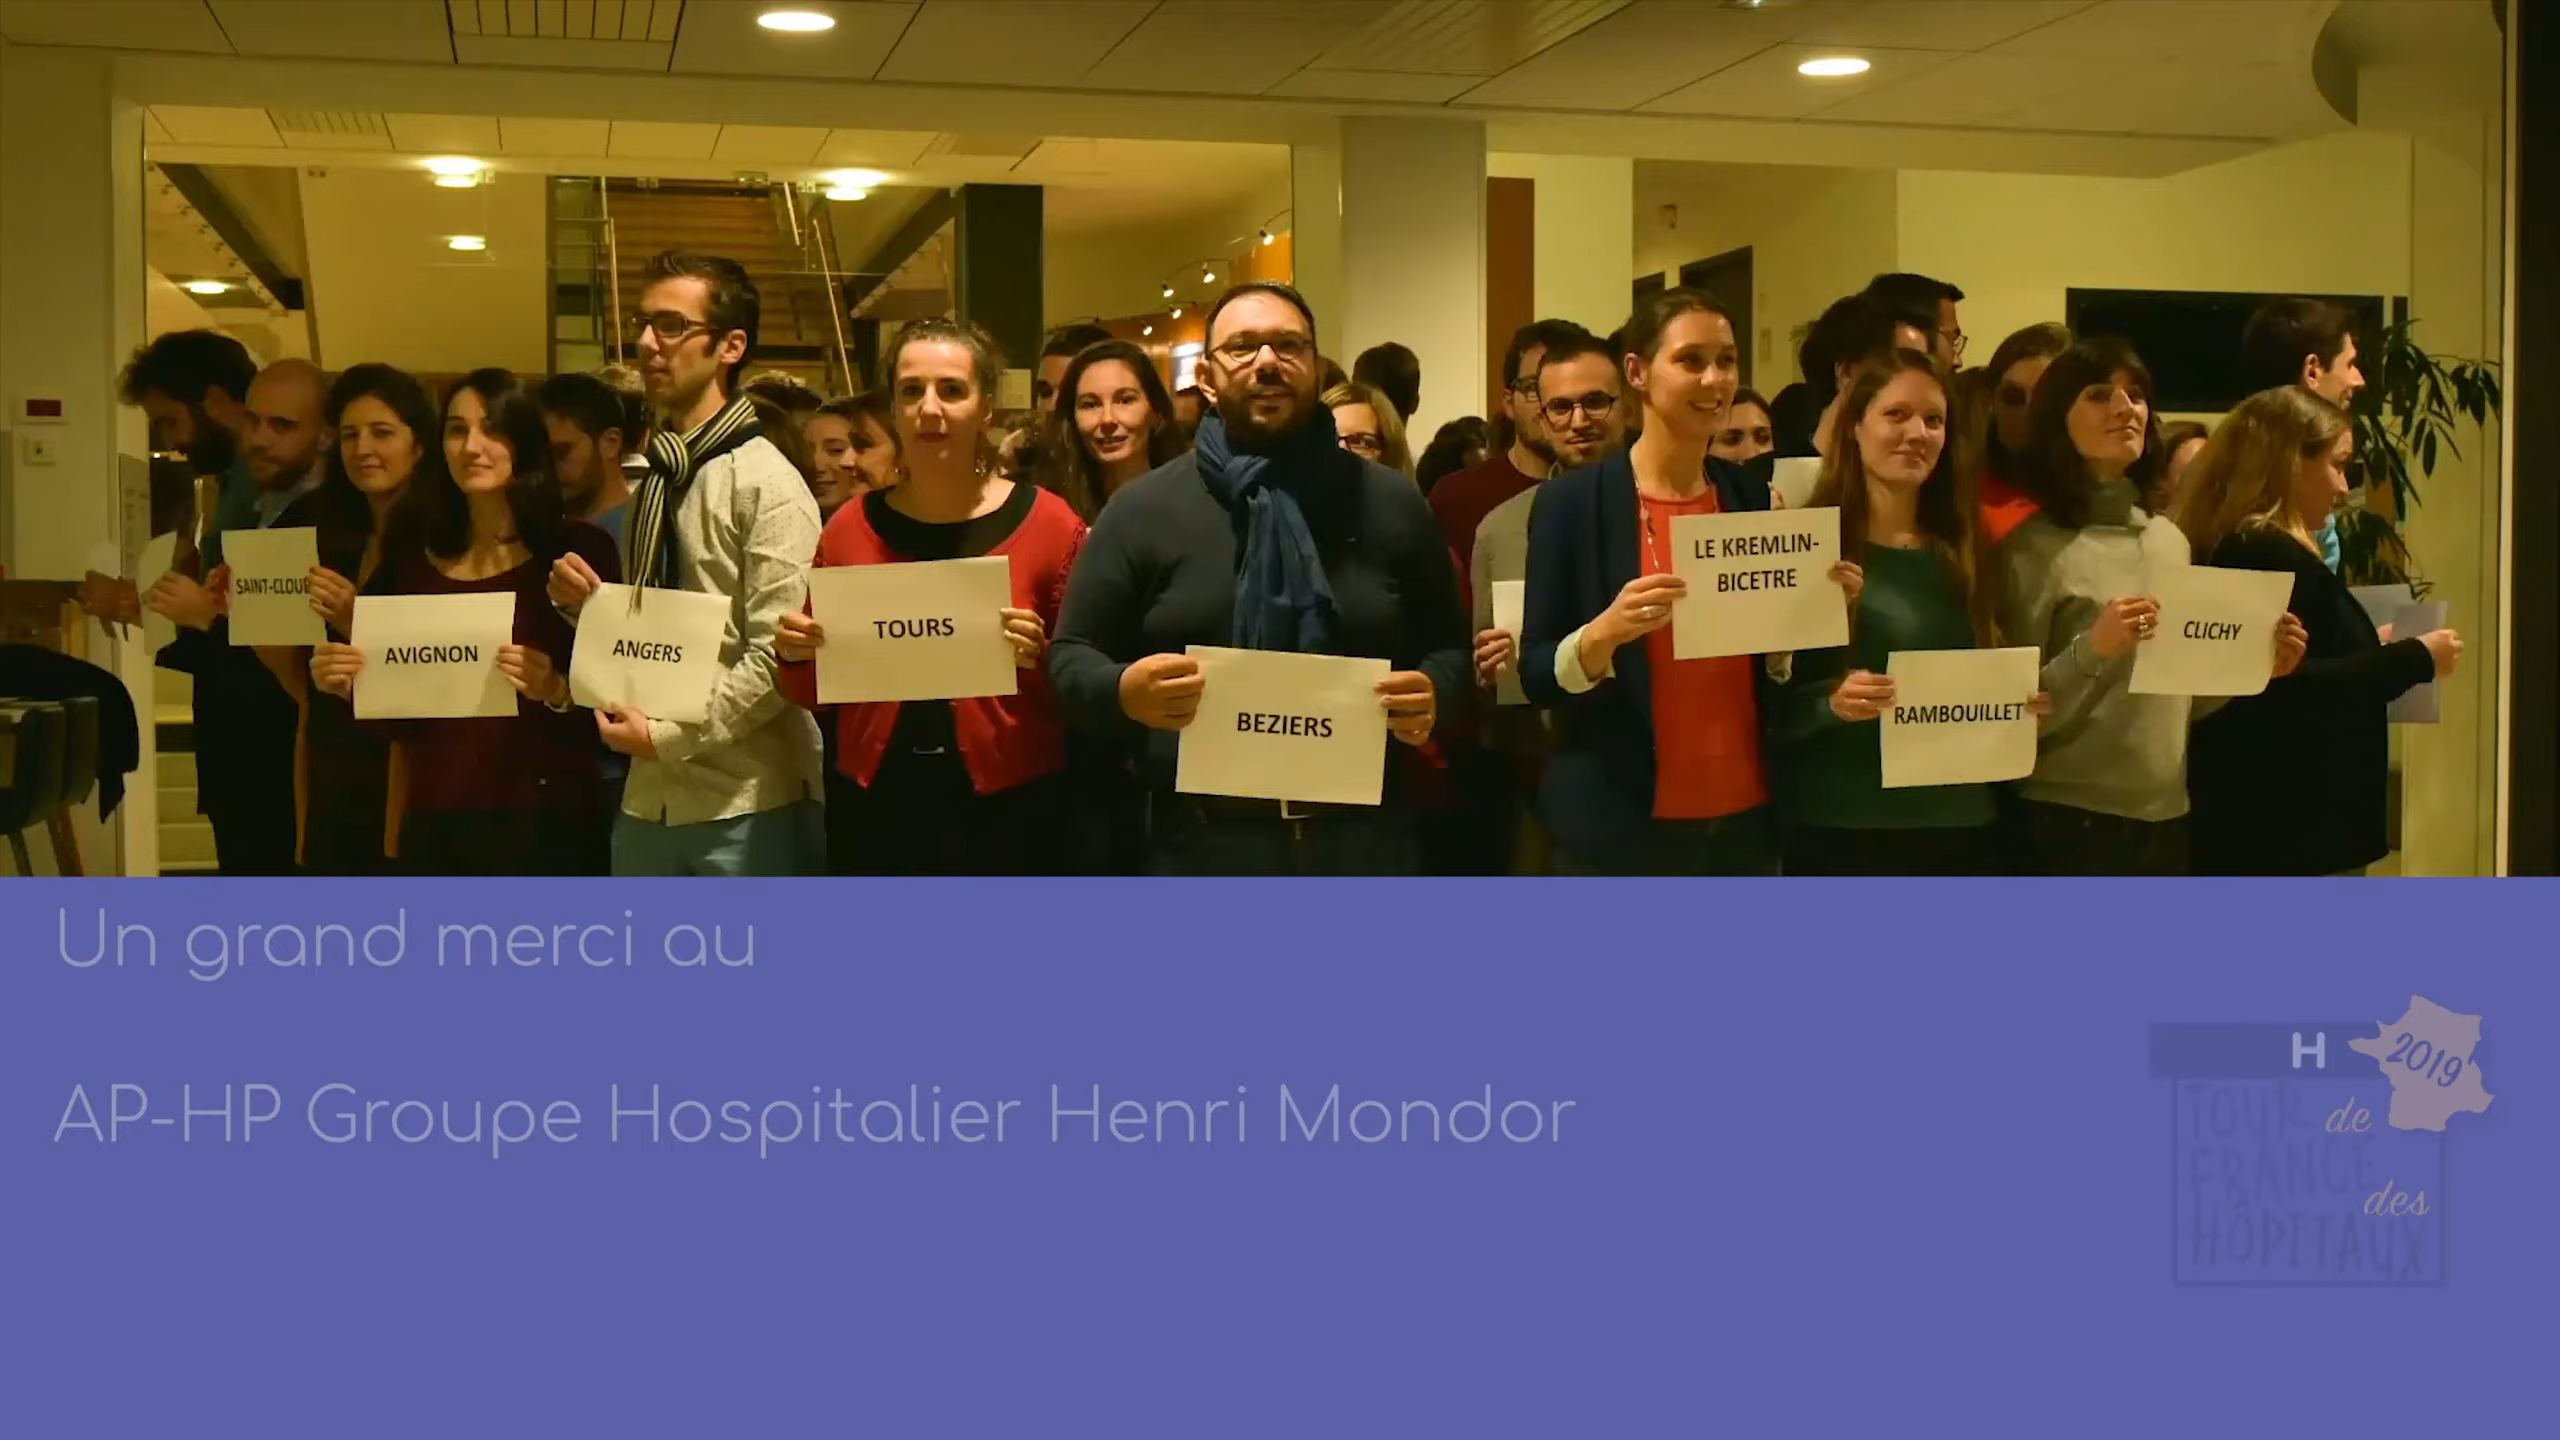 SAINT-CLOUD
AVIGNON
ANGERS
TOURS
BEZIERS
LE KREMLIN-
BICETRE
RAMBOUILLET
CLICHY
Un grand merci au
AP-HP Groupe Hospitalier Henri Mondor
H
2019
TOUR de
FRANCE
des
HÔPITAUX